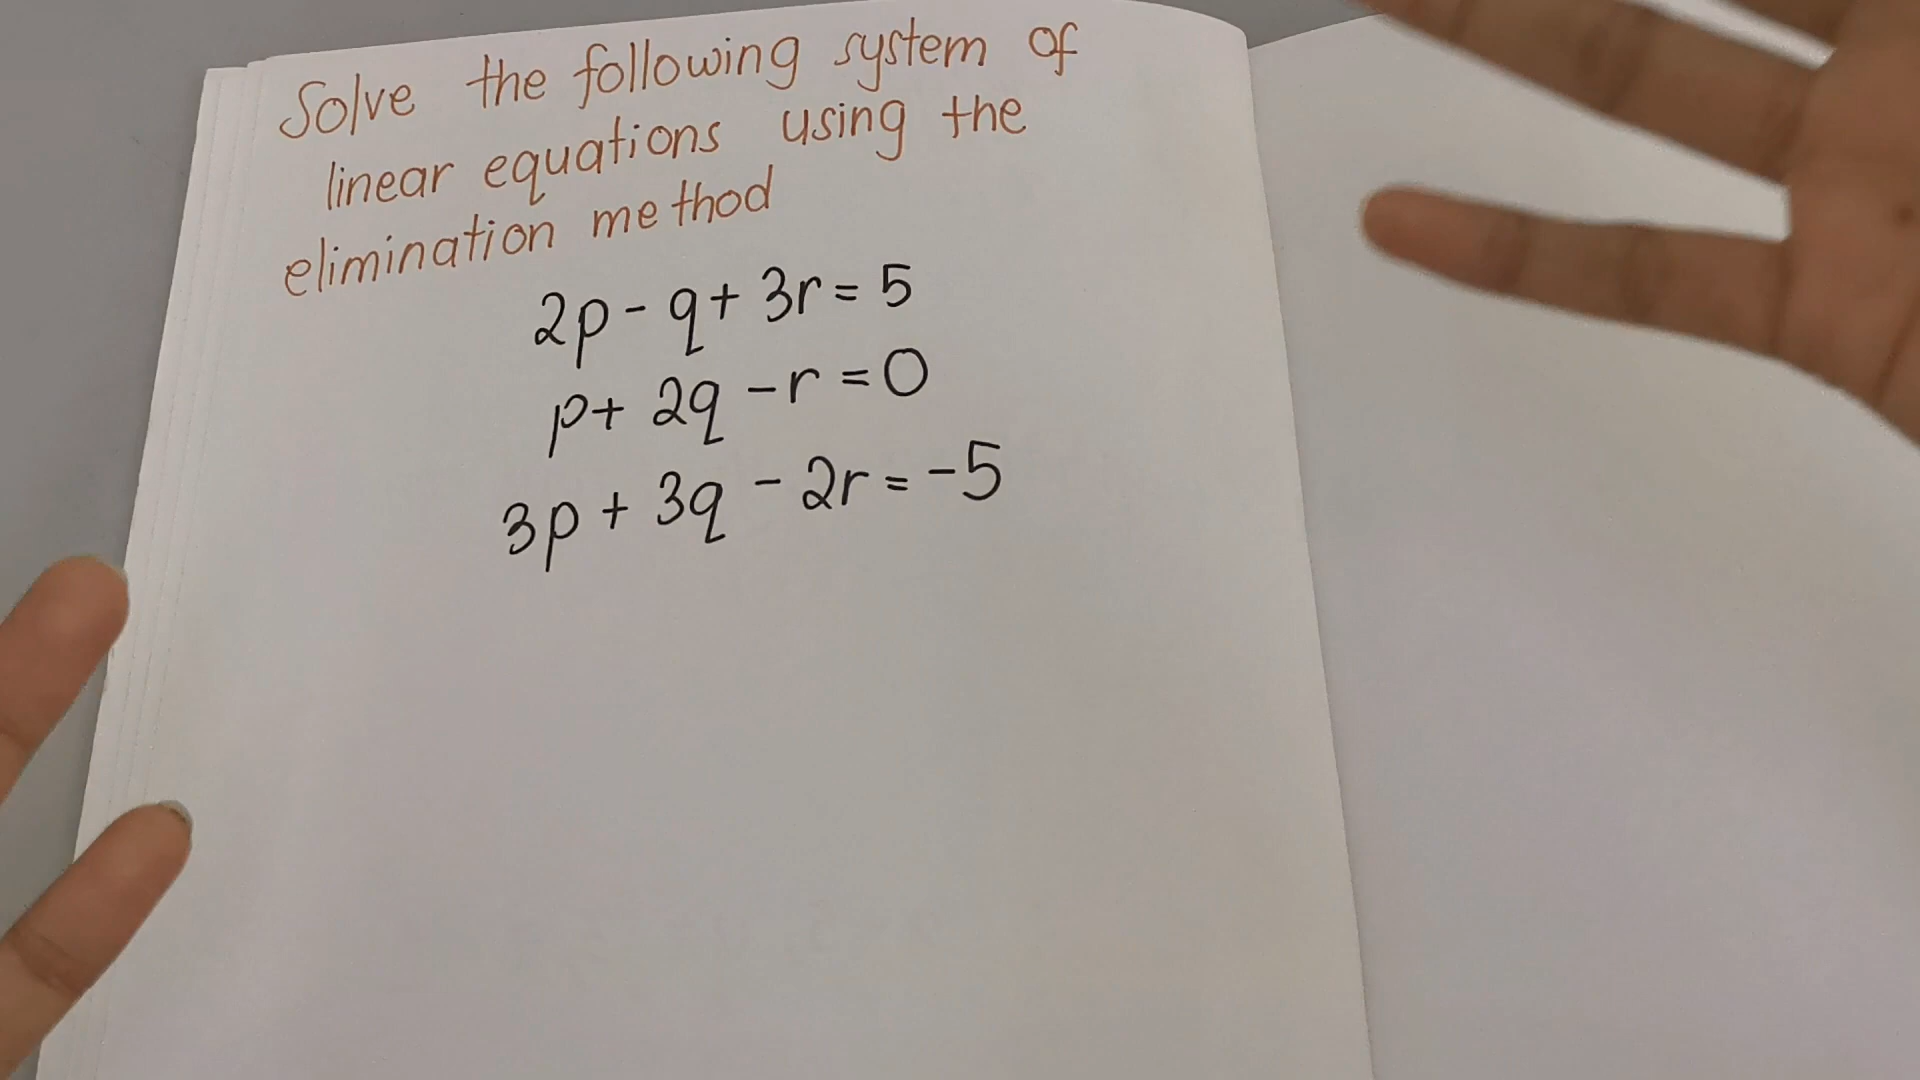 Solve the following system of
linear equations using the
elimination method
2p - q + 3r = 5
p + 2q - r = 0
3p + 3q - 2r = -5